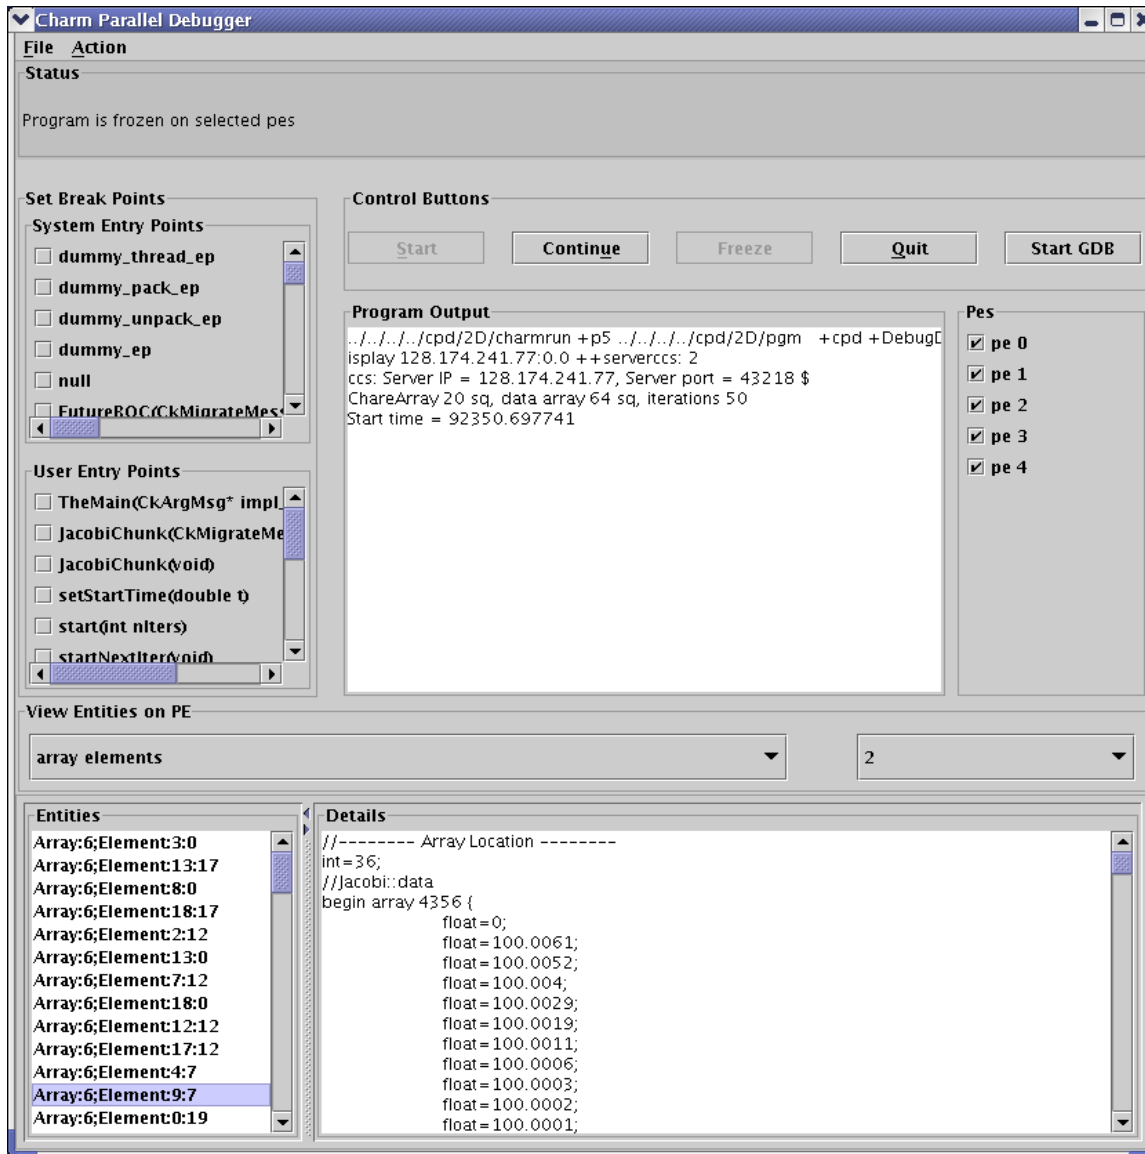 Charm Parallel Debugger
File Action
Status
Program is frozen on selected pes
Set Break Points
System Entry Points
dummy_thread_ep
dummy_pack_ep
dummy_unpack_ep
dummy_ep
null
FutureBOC(CkMigrateMess
User Entry Points
TheMain(CkArgMsg* impl_
JacobiChunk(CkMigrateMe
JacobiChunk(void)
setStartTime(double t)
start(int nIters)
startNextIter(void)
Control Buttons
Start Continue Freeze Quit Start GDB
Program Output
../../../../cpd/2D/charmrun +p5 ../../../../cpd/2D/pgm +cpd +DebugD
isplay 128.174.241.77:0.0 ++serverccs: 2
ccs: Server IP = 128.174.241.77, Server port = 43218 $
ChareArray 20 sq, data array 64 sq, iterations 50
Start time = 92350.697741
Pes
pe 0
pe 1
pe 2
pe 3
pe 4
View Entities on PE
array elements 2
Entities
Array:6;Element:3:0
Array:6;Element:13:17
Array:6;Element:8:0
Array:6;Element:18:17
Array:6;Element:2:12
Array:6;Element:13:0
Array:6;Element:7:12
Array:6;Element:18:0
Array:6;Element:12:12
Array:6;Element:17:12
Array:6;Element:4:7
Array:6;Element:9:7
Array:6;Element:0:19
Details
//-------- Array Location --------
int=36;
//Jacobi::data
begin array 4356 {
float=0;
float=100.0061;
float=100.0052;
float=100.004;
float=100.0029;
float=100.0019;
float=100.0011;
float=100.0006;
float=100.0003;
float=100.0002;
float=100.0001;